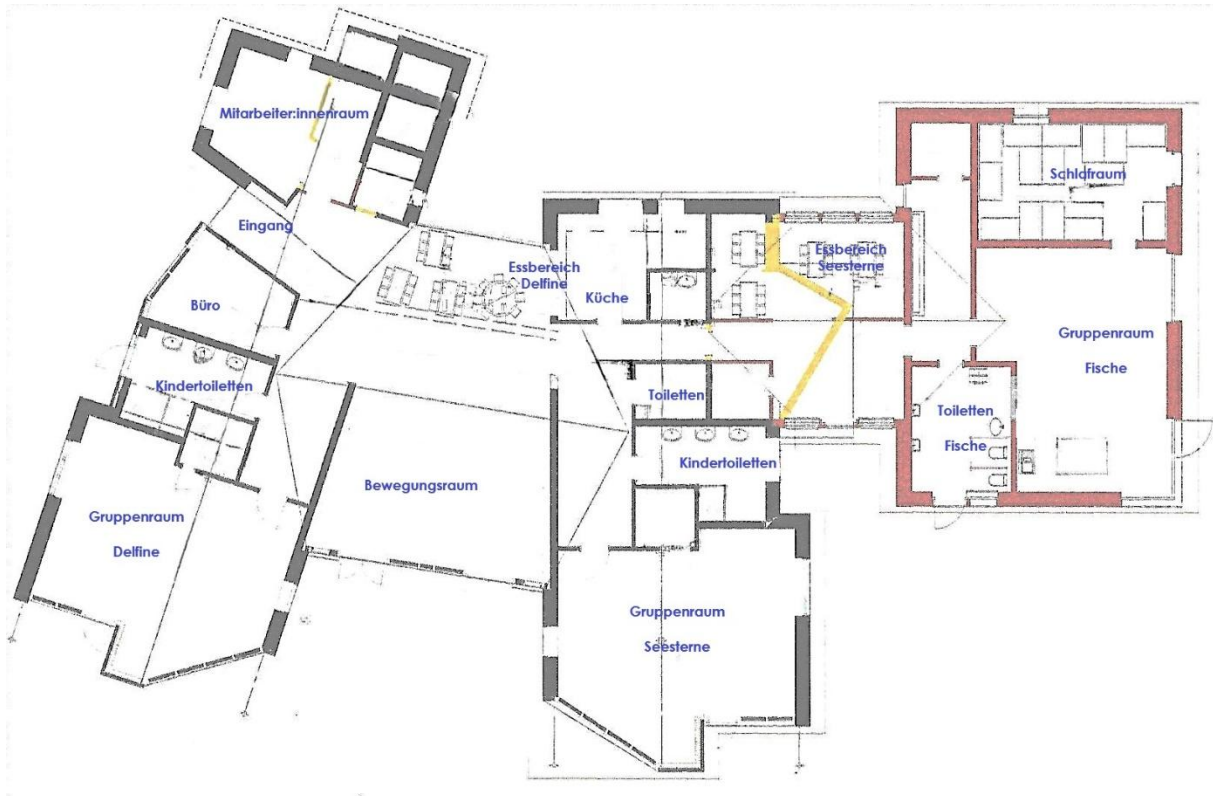 Mitarbeiter:innenraum
Schlafraum
Eingang
Essbereich
Delfine
Essbereich
Seesterne
Büro
Küche
Gruppenraum
Fische
Kindertoiletten
Toiletten
Toiletten
Fische
Kindertoiletten
Bewegungsraum
Gruppenraum
Delfine
Gruppenraum
Seesterne